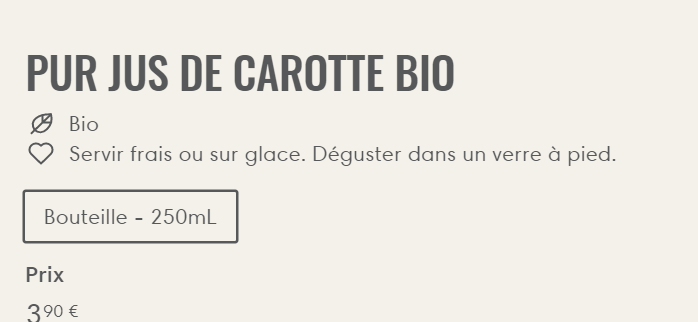 PUR JUS DE CAROTTE BIO
Bio
Servir frais ou sur glace. Déguster dans un verre à pied.
Bouteille - 250mL
Prix
3 90 €